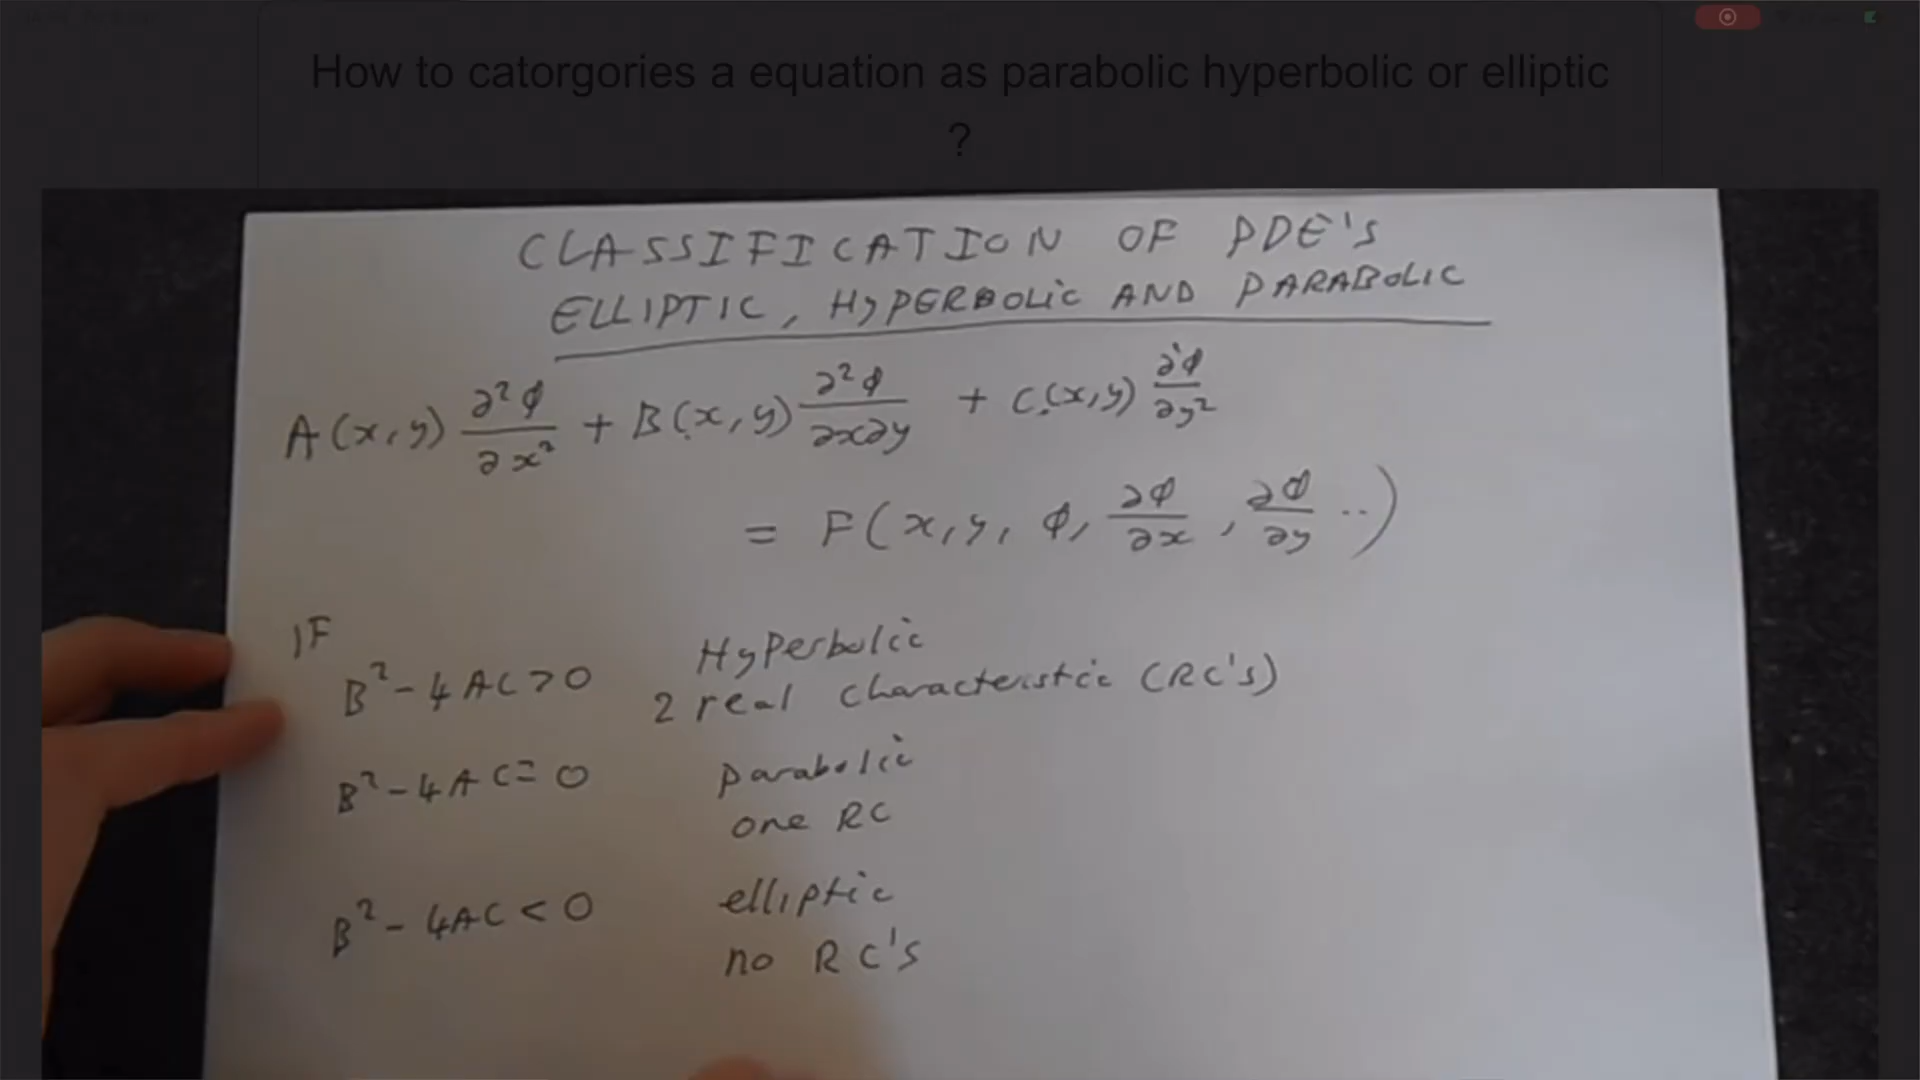 How to catorgories a equation as parabolic hyperbolic or elliptic
?
CLASSIFICATION OF PDE'S
ELLIPTIC, HYPERBOLIC AND PARABOLIC
A(x,y) ∂²φ/∂x² + B(x,y) ∂²φ/∂x∂y + C(x,y) ∂²φ/∂y²
= F(x, y, φ, ∂φ/∂x, ∂φ/∂y ..)
IF
B² - 4AC > 0 Hyperbolic
2 real characteristic (RC's)
B² - 4AC = 0 parabolic
one RC
B² - 4AC < 0 elliptic
no RC's